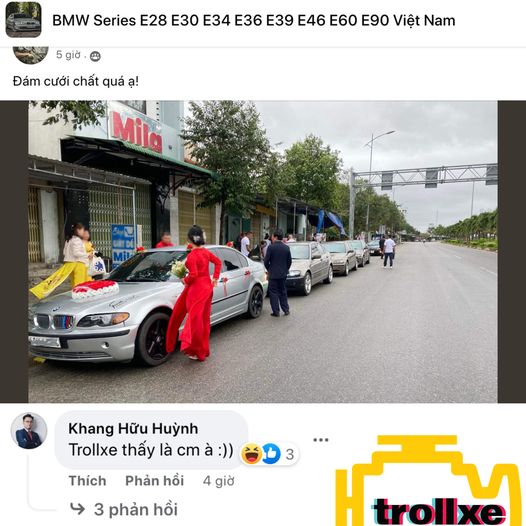 BMW Series E28 E30 E34 E36 E39 E46 E60 E90 Việt Nam
5 giờ .
Đám cưới chất quá ạ!
Mila
Khang Hữu Huỳnh
Trollxe thấy là cm à :))
3
Thích Phản hồi 4 giờ
3 phản hồi
trollxe